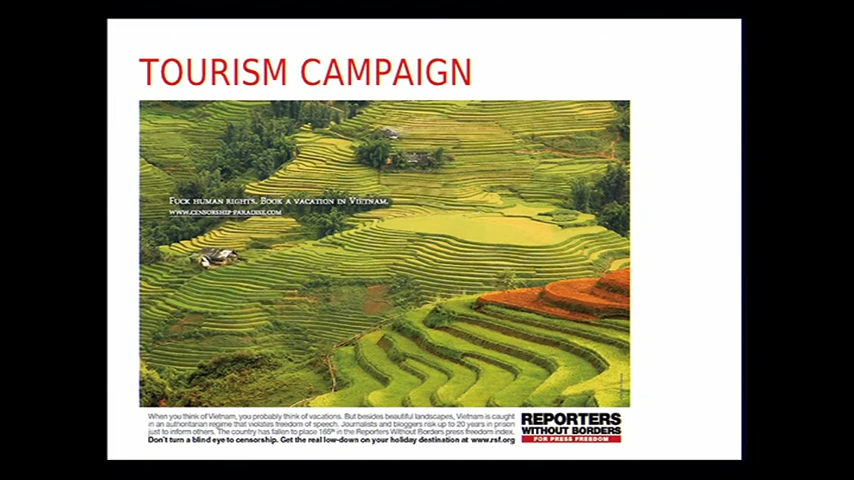 TOURISM CAMPAIGN
FUCK HUMAN RIGHTS. BOOK A VACATION IN VIETNAM.
WWW.CENSORSHIP-PARADISE.COM
When you think of Vietnam, you probably think of vacations. But besides beautiful landscapes, Vietnam is caught
in an authoritarian regime that violates freedom of speech. Journalists and bloggers risk up to 20 years in prison
just to inform others. The country has fallen to place 165th in the Reporters Without Borders press freedom index.
Don't turn a blind eye to censorship. Get the real low-down on your holiday destination at www.rsf.org
REPORTERS
WITHOUT BORDERS
FOR PRESS FREEDOM